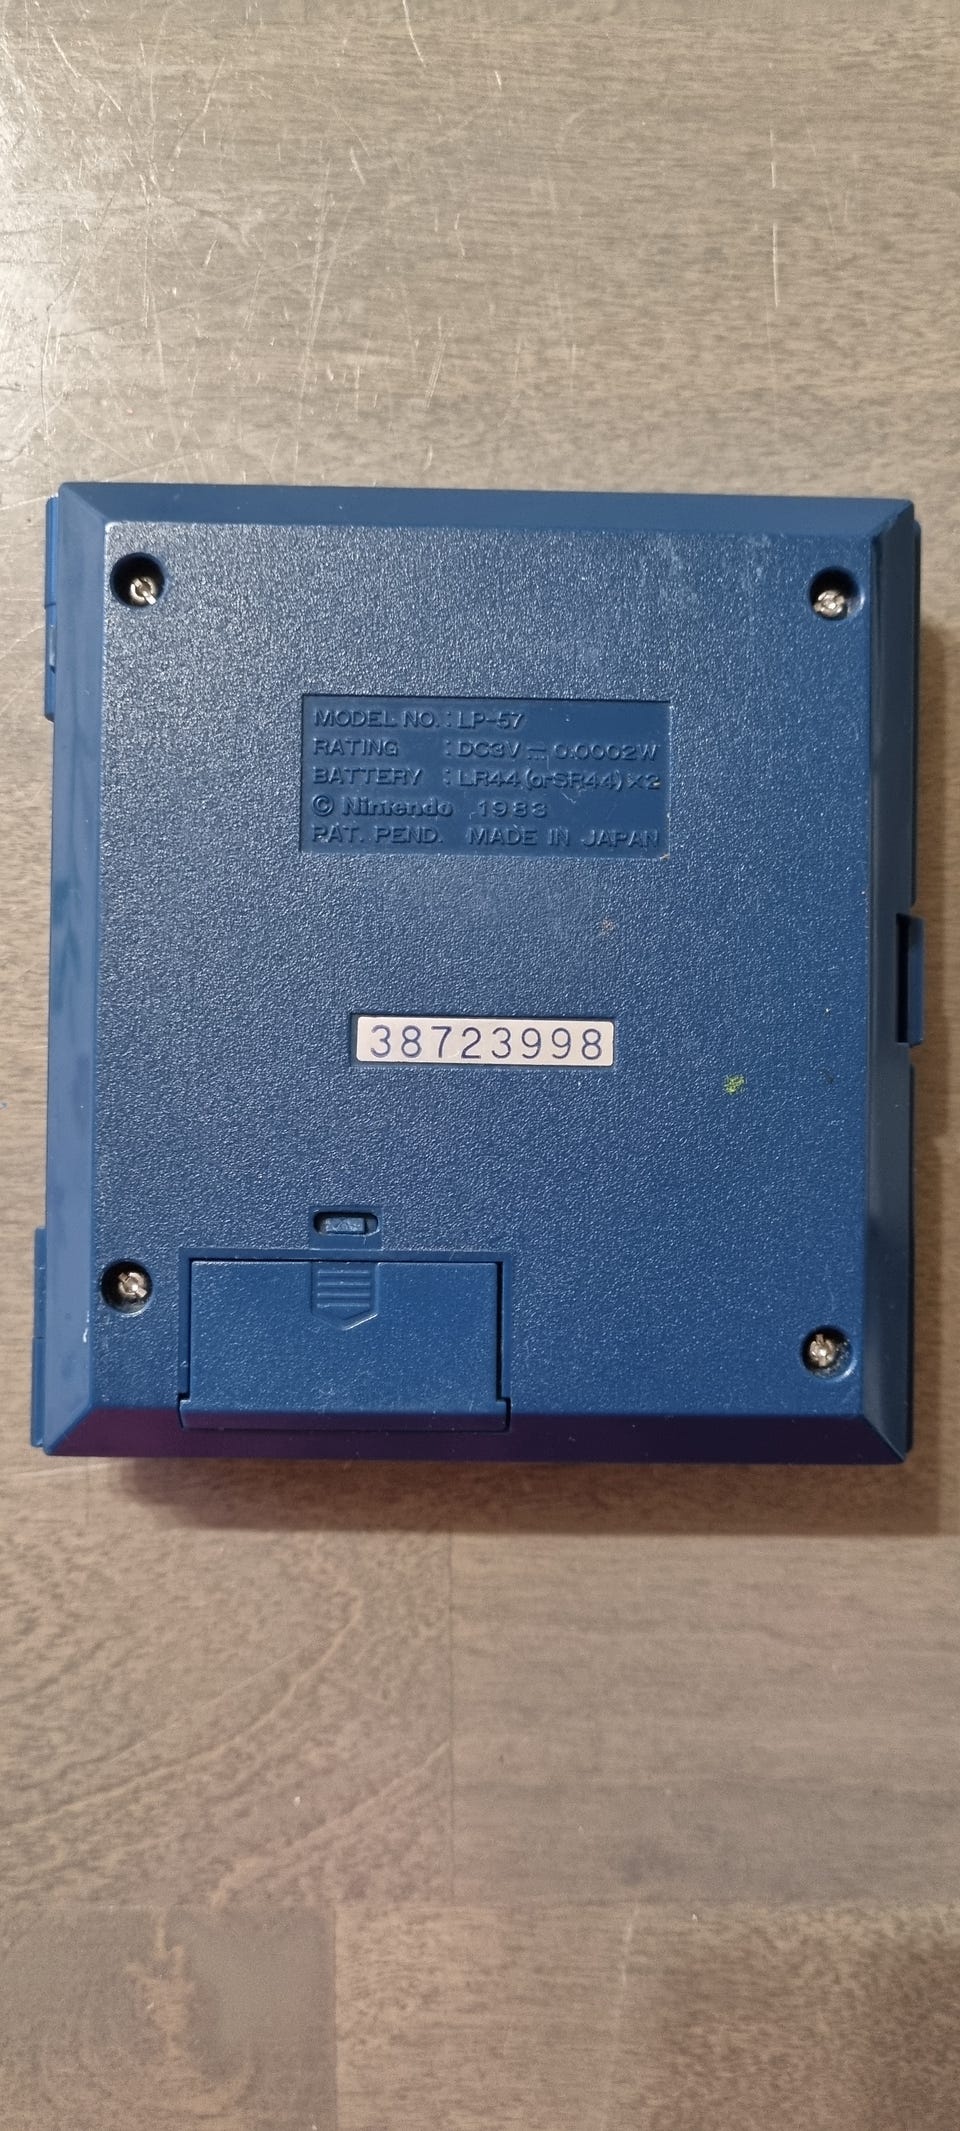 MODEL NO. : LP-57
RATING : DC3V ⎓ 0.0002W
BATTERY : LR44 (or SR44) ×2
© Nintendo 1983
PAT. PEND. MADE IN JAPAN
38723998